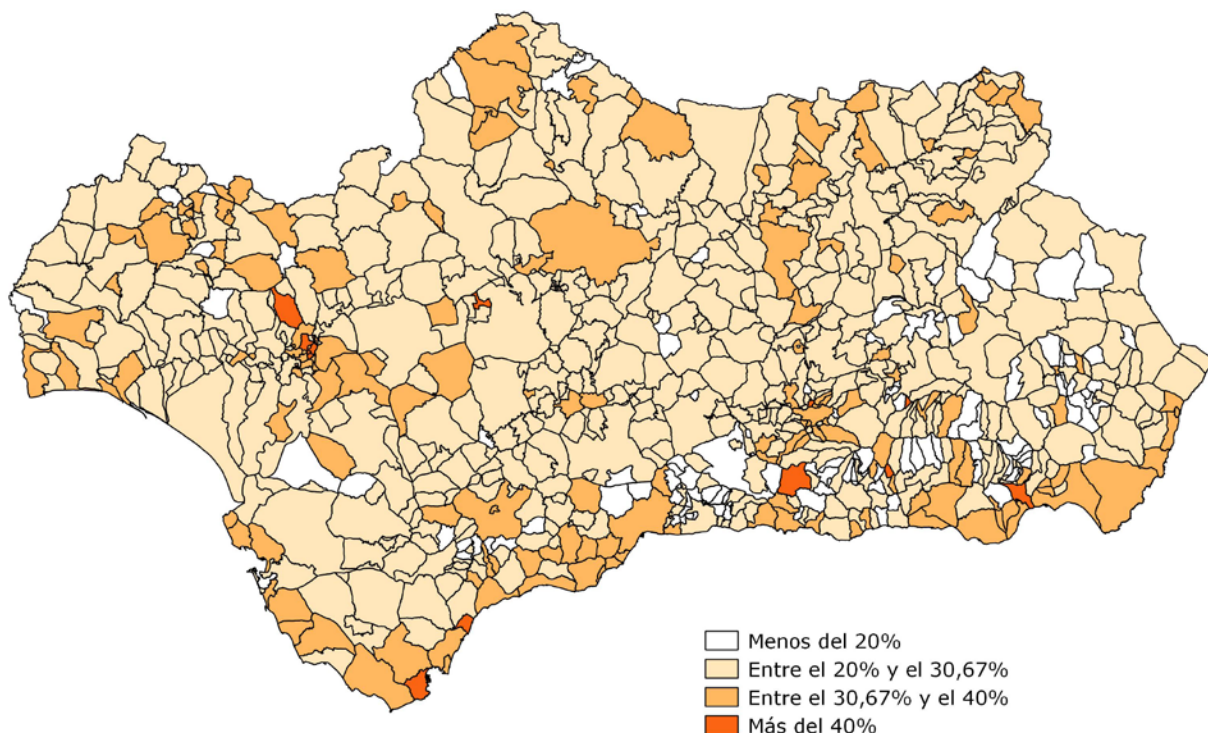 Menos del 20%
Entre el 20% y el 30,67%
Entre el 30,67% y el 40%
Más del 40%